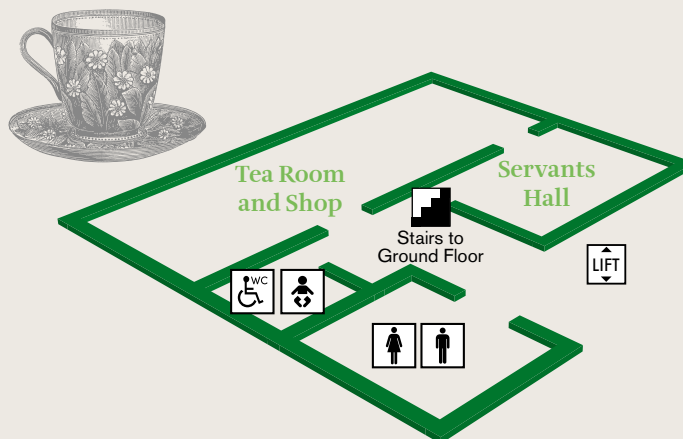 Tea Room
and Shop
Servants
Hall
Stairs to
Ground Floor
LIFT
WC